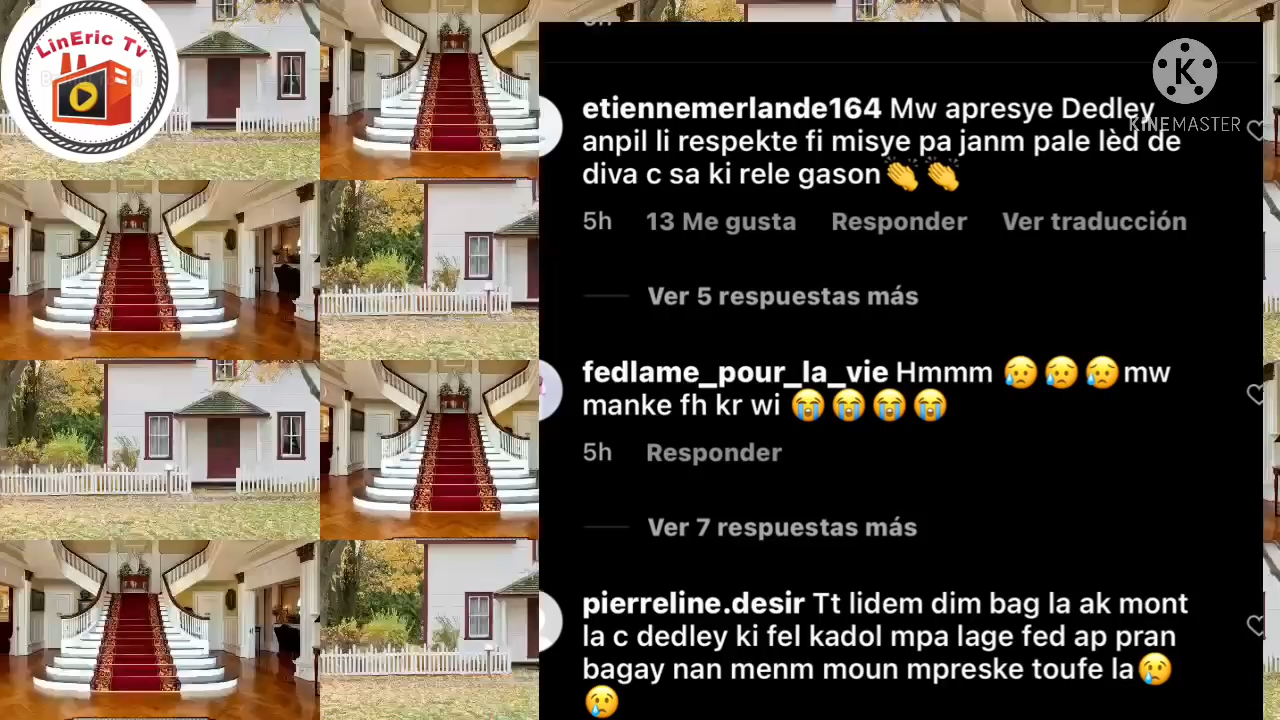 LinEric Tv
K
KINEMASTER
etiennemerlande164 Mw apresye Dedley
anpil li respekte fi misye pa janm pale lèd de
diva c sa ki rele gason👏👏
5h 13 Me gusta Responder Ver traducción
Ver 5 respuestas más
fedlame_pour_la_vie Hmmm 😥😥😥mw
manke fh kr wi 😭😭😭😭
5h Responder
Ver 7 respuestas más
pierreline.desir Tt lidem dim bag la ak mont
la c dedley ki fel kadol mpa lage fed ap pran
bagay nan menm moun mpreske toufe la😢
😢